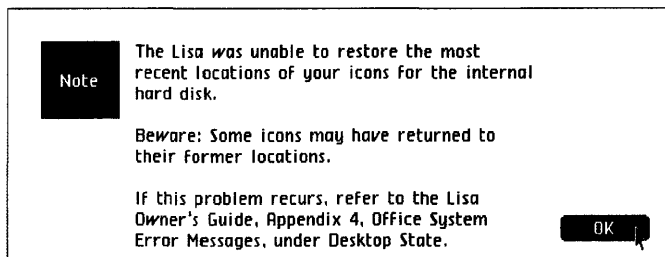 Note
The Lisa was unable to restore the most
recent locations of your icons for the internal
hard disk.
Beware: Some icons may have returned to
their former locations.
If this problem recurs, refer to the Lisa
Owner's Guide, Appendix 4, Office System
Error Messages, under Desktop State.
OK